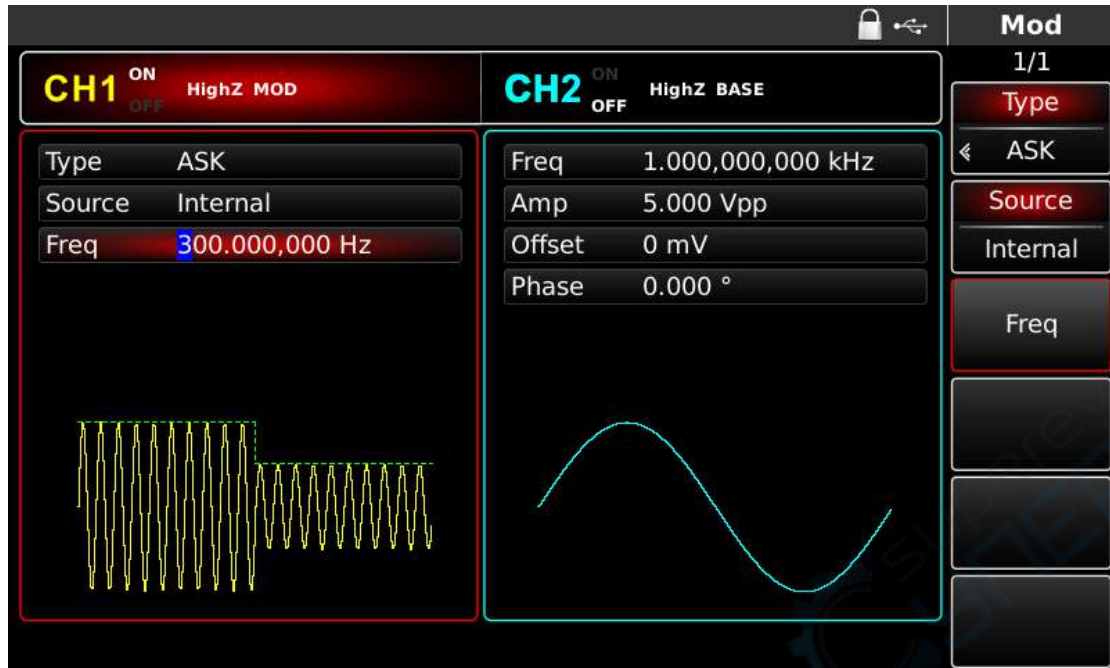 Mod
1/1
CH1 ON OFF HighZ MOD
CH2 ON OFF HighZ BASE
Type
ASK
Source
Internal
Freq
Type ASK
Source Internal
Freq 300.000,000 Hz
Freq 1.000,000,000 kHz
Amp 5.000 Vpp
Offset 0 mV
Phase 0.000 °